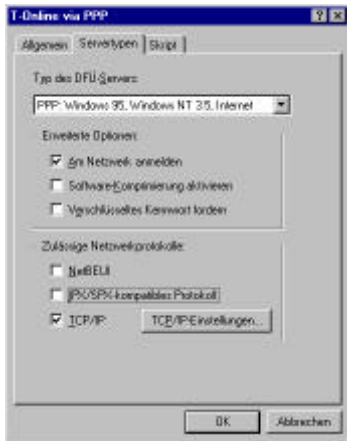 T-Online via PPP
Allgemein Servertypen Skript
Typ des DFÜ-Servers:
PPP: Windows 95, Windows NT 3.5, Internet
Erweiterte Optionen:
Am Netzwerk anmelden
Software-Komprimierung aktivieren
Verschlüsseltes Kennwort fordern
Zulässige Netzwerkprotokolle:
NetBEUI
IPX/SPX-kompatibles Protokoll
TCP/IP TCP/IP-Einstellungen...
OK Abbrechen